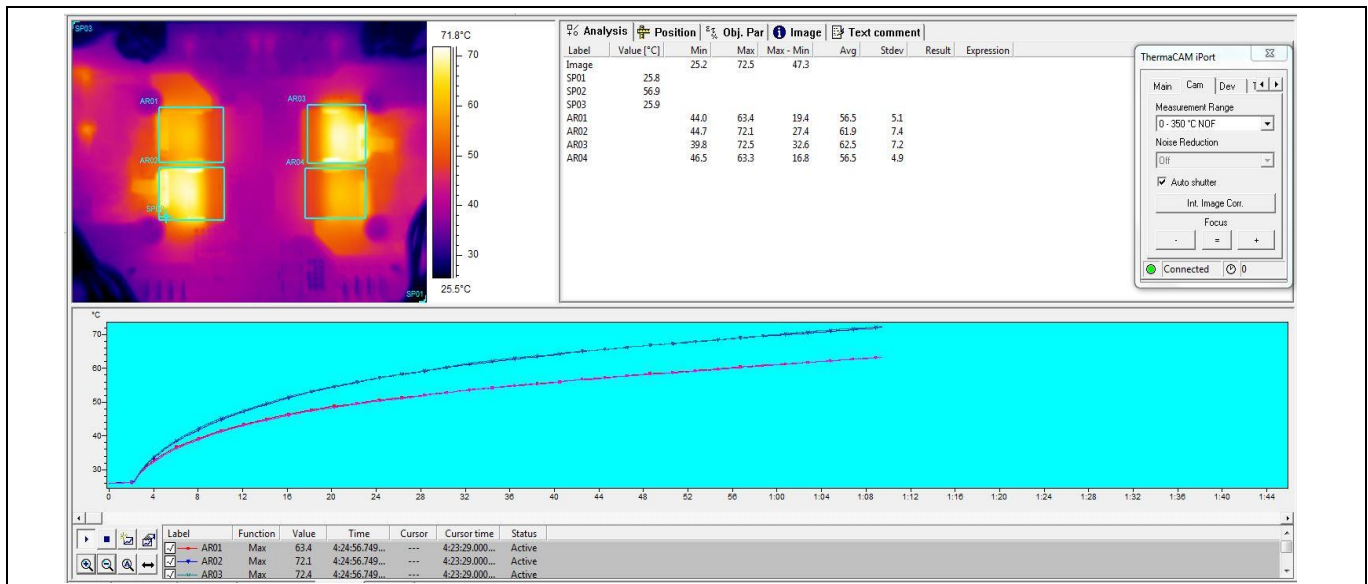 SP03
AR01
AR03
AR02
AR04
SP01
71.8°C
70
60
50
40
30
25.5°C
Analysis Position Obj. Par Image Text comment
Label Value [°C] Min Max Max - Min Avg Stdev Result Expression
Image 25.2 72.5 47.3
SP01 25.8
SP02 56.9
SP03 25.9
AR01 44.0 63.4 19.4 56.5 5.1
AR02 44.7 72.1 27.4 61.9 7.4
AR03 39.8 72.5 32.6 62.5 7.2
AR04 46.5 63.3 16.8 56.5 4.9
ThermaCAM iPort
Main Cam Dev
Measurement Range
0 - 350 °C NOF
Noise Reduction
Off
Auto shutter
Int. Image Corr.
Focus
- = +
Connected 0
°C
70
60
50
40
30
0 4 8 12 16 20 24 28 32 36 40 44 48 52 56 1:00 1:04 1:08 1:12 1:16 1:20 1:24 1:28 1:32 1:36 1:40 1:44
Label Function Value Time Cursor Cursor time Status
AR01 Max 63.4 4:24:56.749... --- 4:23:29.000... Active
AR02 Max 72.1 4:24:56.749... --- 4:23:29.000... Active
AR03 Max 72.4 4:24:56.749... --- 4:23:29.000... Active